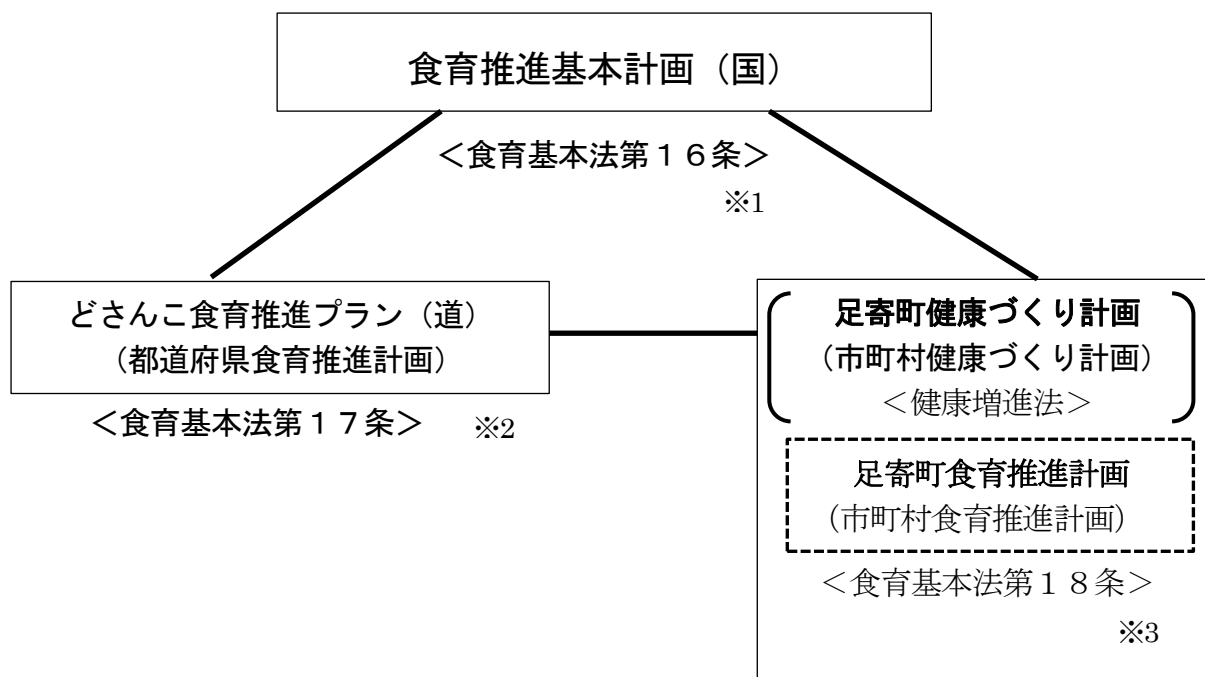 食育推進基本計画（国）
＜食育基本法第１６条＞
※1
どさんこ食育推進プラン（道）
（都道府県食育推進計画）
＜食育基本法第１７条＞ ※2
足寄町健康づくり計画
（市町村健康づくり計画）
＜健康増進法＞
足寄町食育推進計画
（市町村食育推進計画）
＜食育基本法第１８条＞
※3